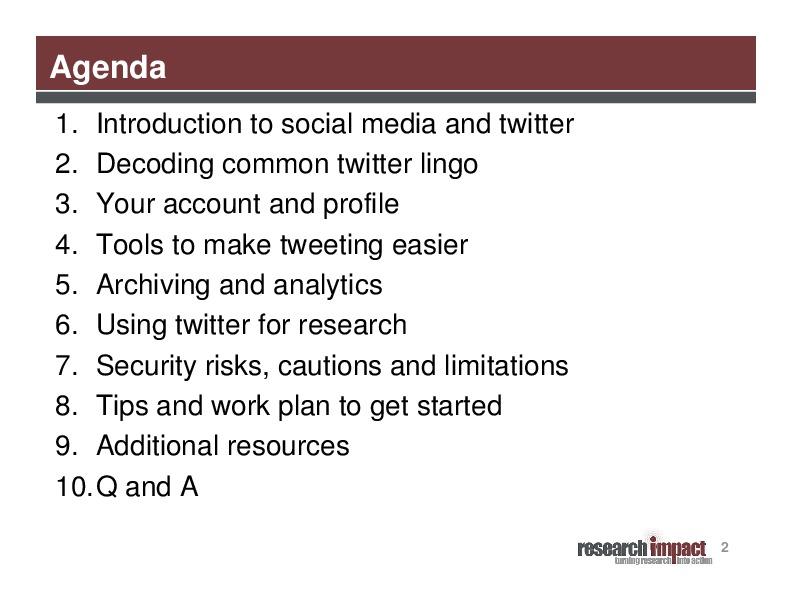 Agenda
1. Introduction to social media and twitter
2. Decoding common twitter lingo
3. Your account and profile
4. Tools to make tweeting easier
5. Archiving and analytics
6. Using twitter for research
7. Security risks, cautions and limitations
8. Tips and work plan to get started
9. Additional resources
10. Q and A
research impact
turning research into action
2